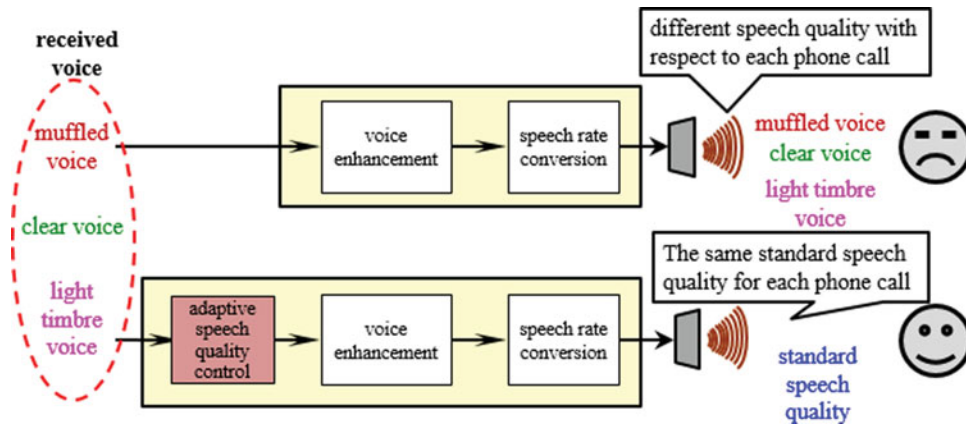 received
voice
muffled
voice
clear voice
light
timbre
voice
voice
enhancement
speech rate
conversion
different speech quality with
respect to each phone call
muffled voice
clear voice
light timbre
voice
adaptive
speech
quality
control
voice
enhancement
speech rate
conversion
The same standard speech
quality for each phone call
standard
speech
quality